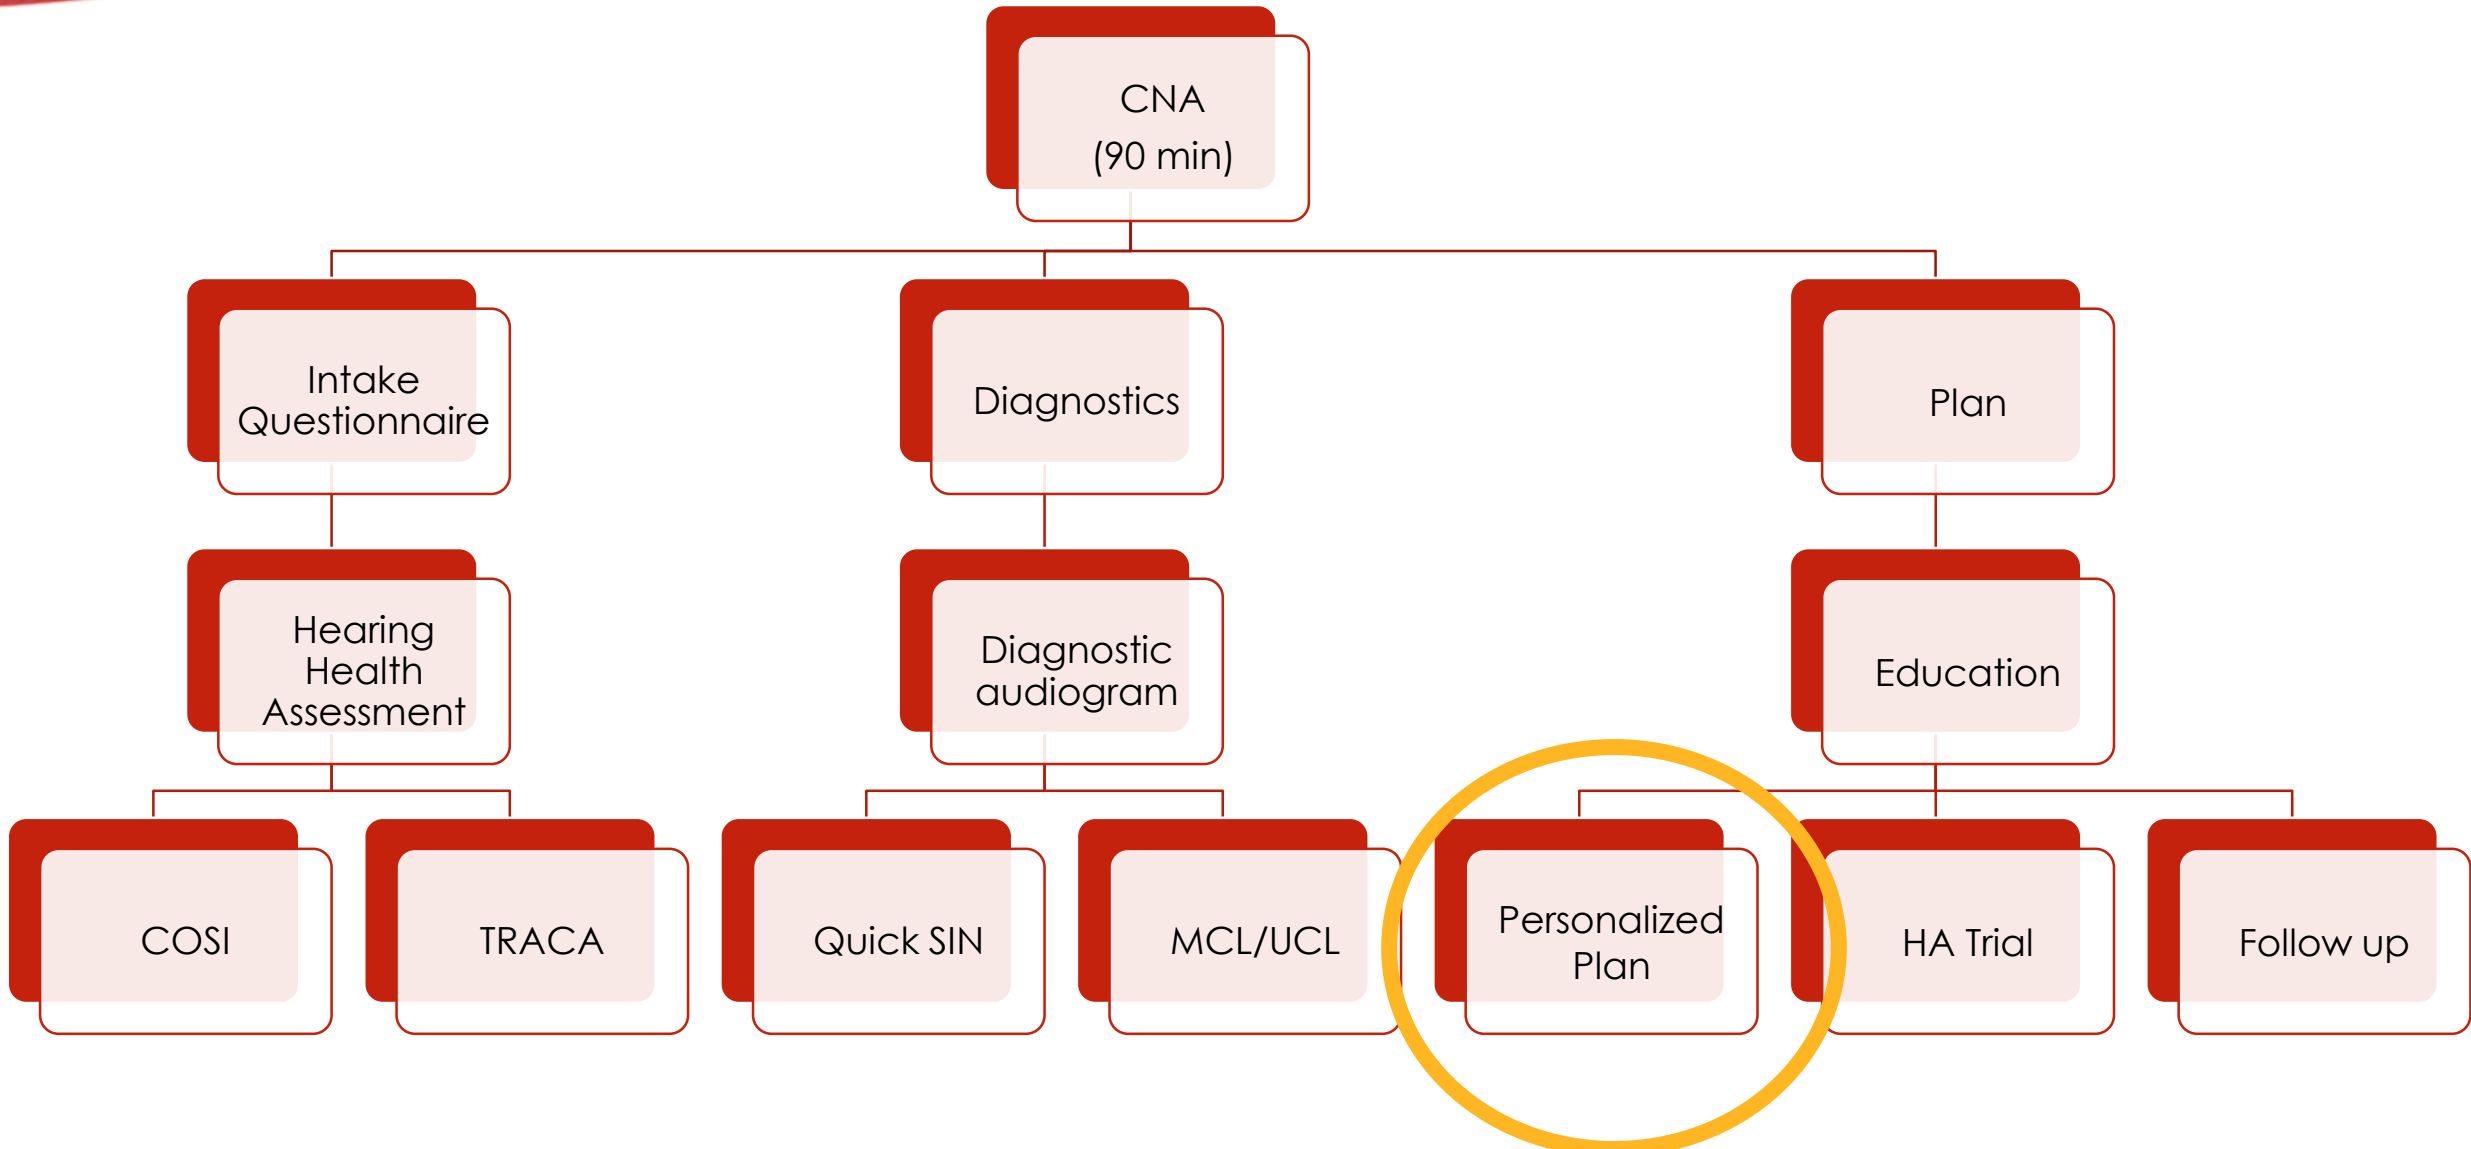 CNA
(90 min)
Intake
Questionnaire
Diagnostics
Plan
Hearing
Health
Assessment
Diagnostic
audiogram
Education
COSI
TRACA
Quick SIN
MCL/UCL
Personalized
Plan
HA Trial
Follow up